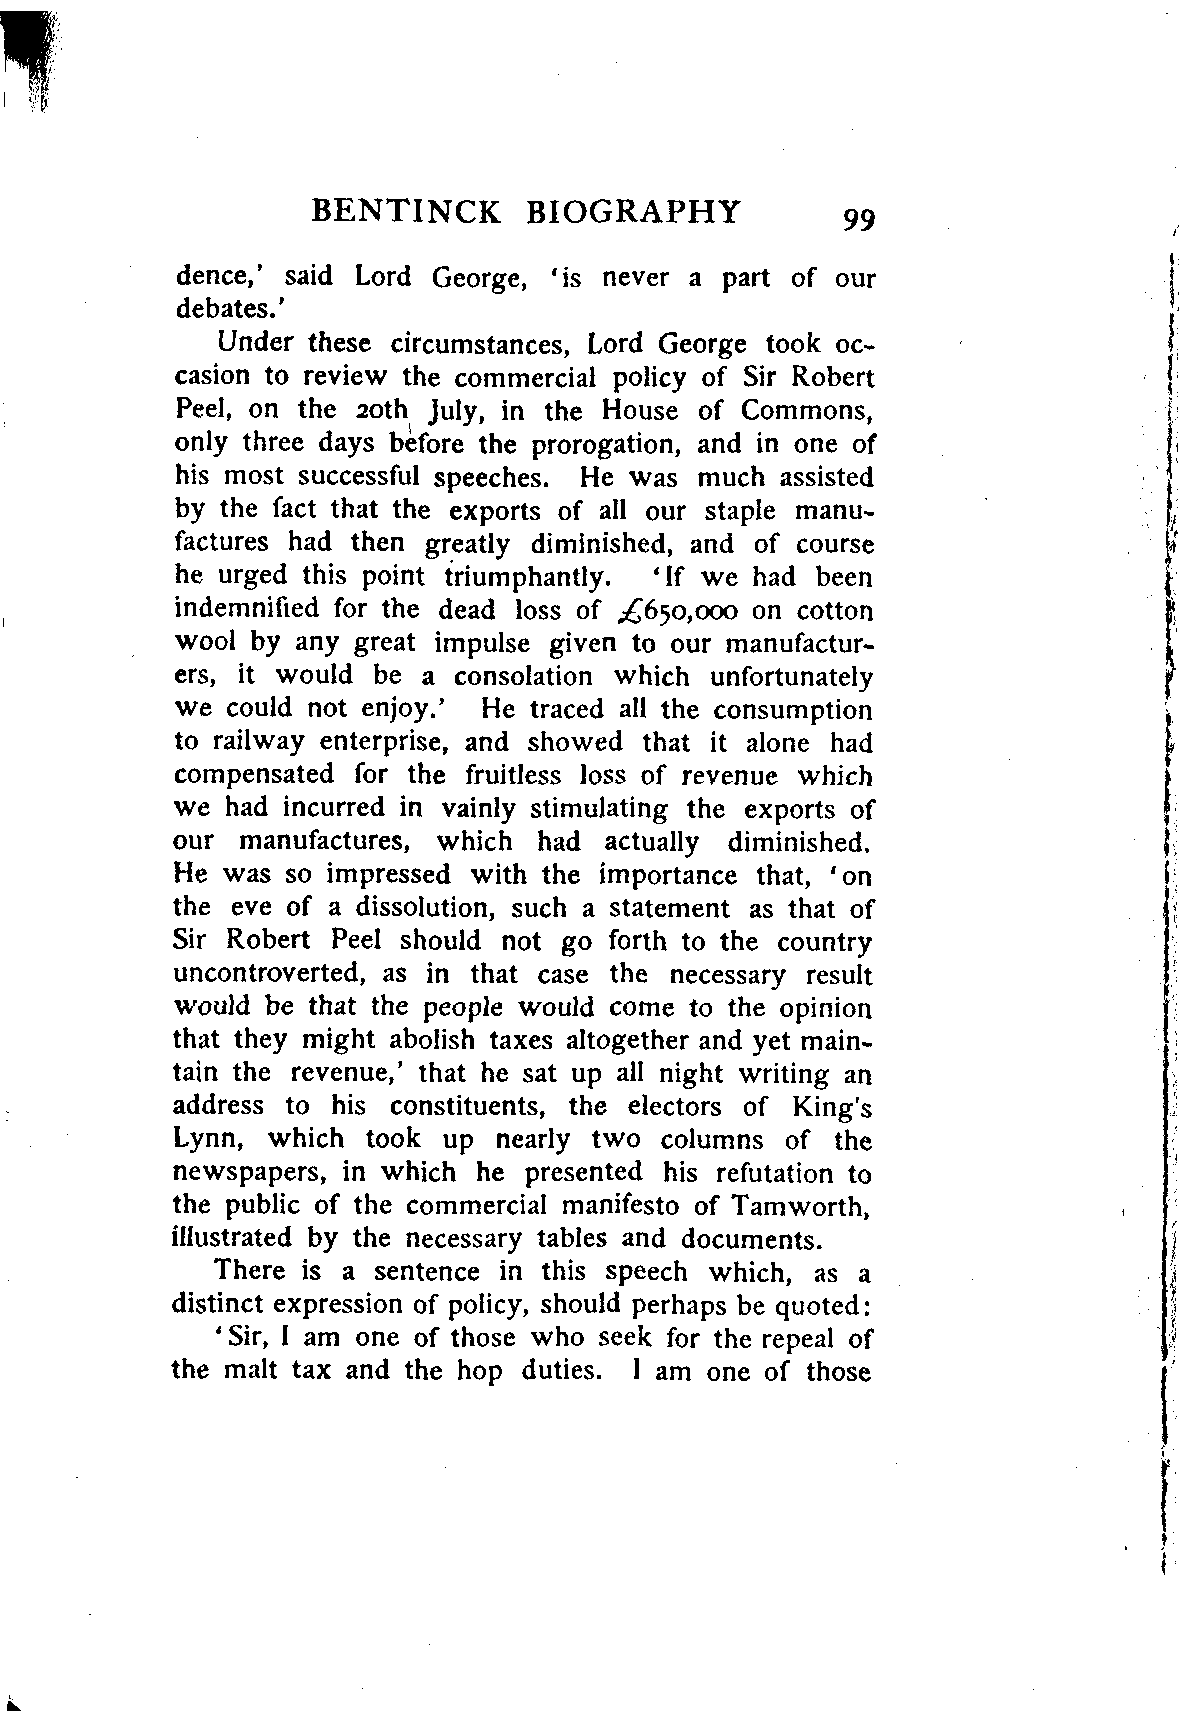 BENTINCK BIOGRAPHY 99
dence,' said Lord George, 'is never a part of our
debates.'
Under these circumstances, Lord George took oc-
casion to review the commercial policy of Sir Robert
Peel, on the 20th July, in the House of Commons,
only three days before the prorogation, and in one of
his most successful speeches. He was much assisted
by the fact that the exports of all our staple manu-
factures had then greatly diminished, and of course
he urged this point triumphantly. 'If we had been
indemnified for the dead loss of £650,000 on cotton
wool by any great impulse given to our manufactur-
ers, it would be a consolation which unfortunately
we could not enjoy.' He traced all the consumption
to railway enterprise, and showed that it alone had
compensated for the fruitless loss of revenue which
we had incurred in vainly stimulating the exports of
our manufactures, which had actually diminished.
He was so impressed with the importance that, 'on
the eve of a dissolution, such a statement as that of
Sir Robert Peel should not go forth to the country
uncontroverted, as in that case the necessary result
would be that the people would come to the opinion
that they might abolish taxes altogether and yet main-
tain the revenue,' that he sat up all night writing an
address to his constituents, the electors of King's
Lynn, which took up nearly two columns of the
newspapers, in which he presented his refutation to
the public of the commercial manifesto of Tamworth,
illustrated by the necessary tables and documents.
There is a sentence in this speech which, as a
distinct expression of policy, should perhaps be quoted:
'Sir, I am one of those who seek for the repeal of
the malt tax and the hop duties. I am one of those